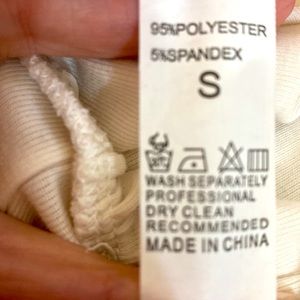 95%POLYESTER
5%SPANDEX
S
WASH SEPARATELY
PROFESSIONAL
DRY CLEAN
RECOMMENDED
MADE IN CHINA